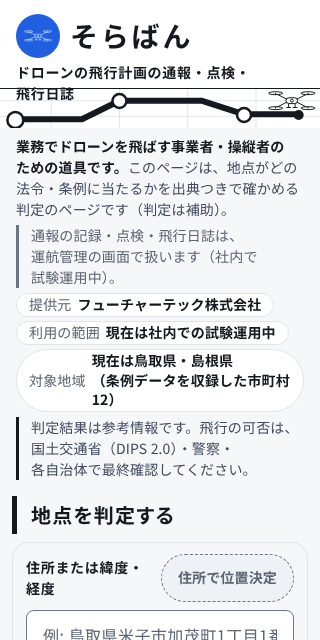 そらばん
ドローンの飛行計画の通報・点検・
飛行日誌
業務でドローンを飛ばす事業者・操縦者の
ための道具です。このページは、地点がどの
法令・条例に当たるかを出典つきで確かめる
判定のページです（判定は補助）。
通報の記録・点検・飛行日誌は、
運航管理の画面で扱います（社内で
試験運用中）。
提供元 フューチャーテック株式会社
利用の範囲 現在は社内での試験運用中
対象地域 現在は鳥取県・島根県
（条例データを収録した市町村
12）
判定結果は参考情報です。飛行の可否は、
国土交通省（DIPS 2.0）・警察・
各自治体で最終確認してください。
地点を判定する
住所または緯度・
経度
住所で位置決定
例: 鳥取県米子市加茂町1丁目1番